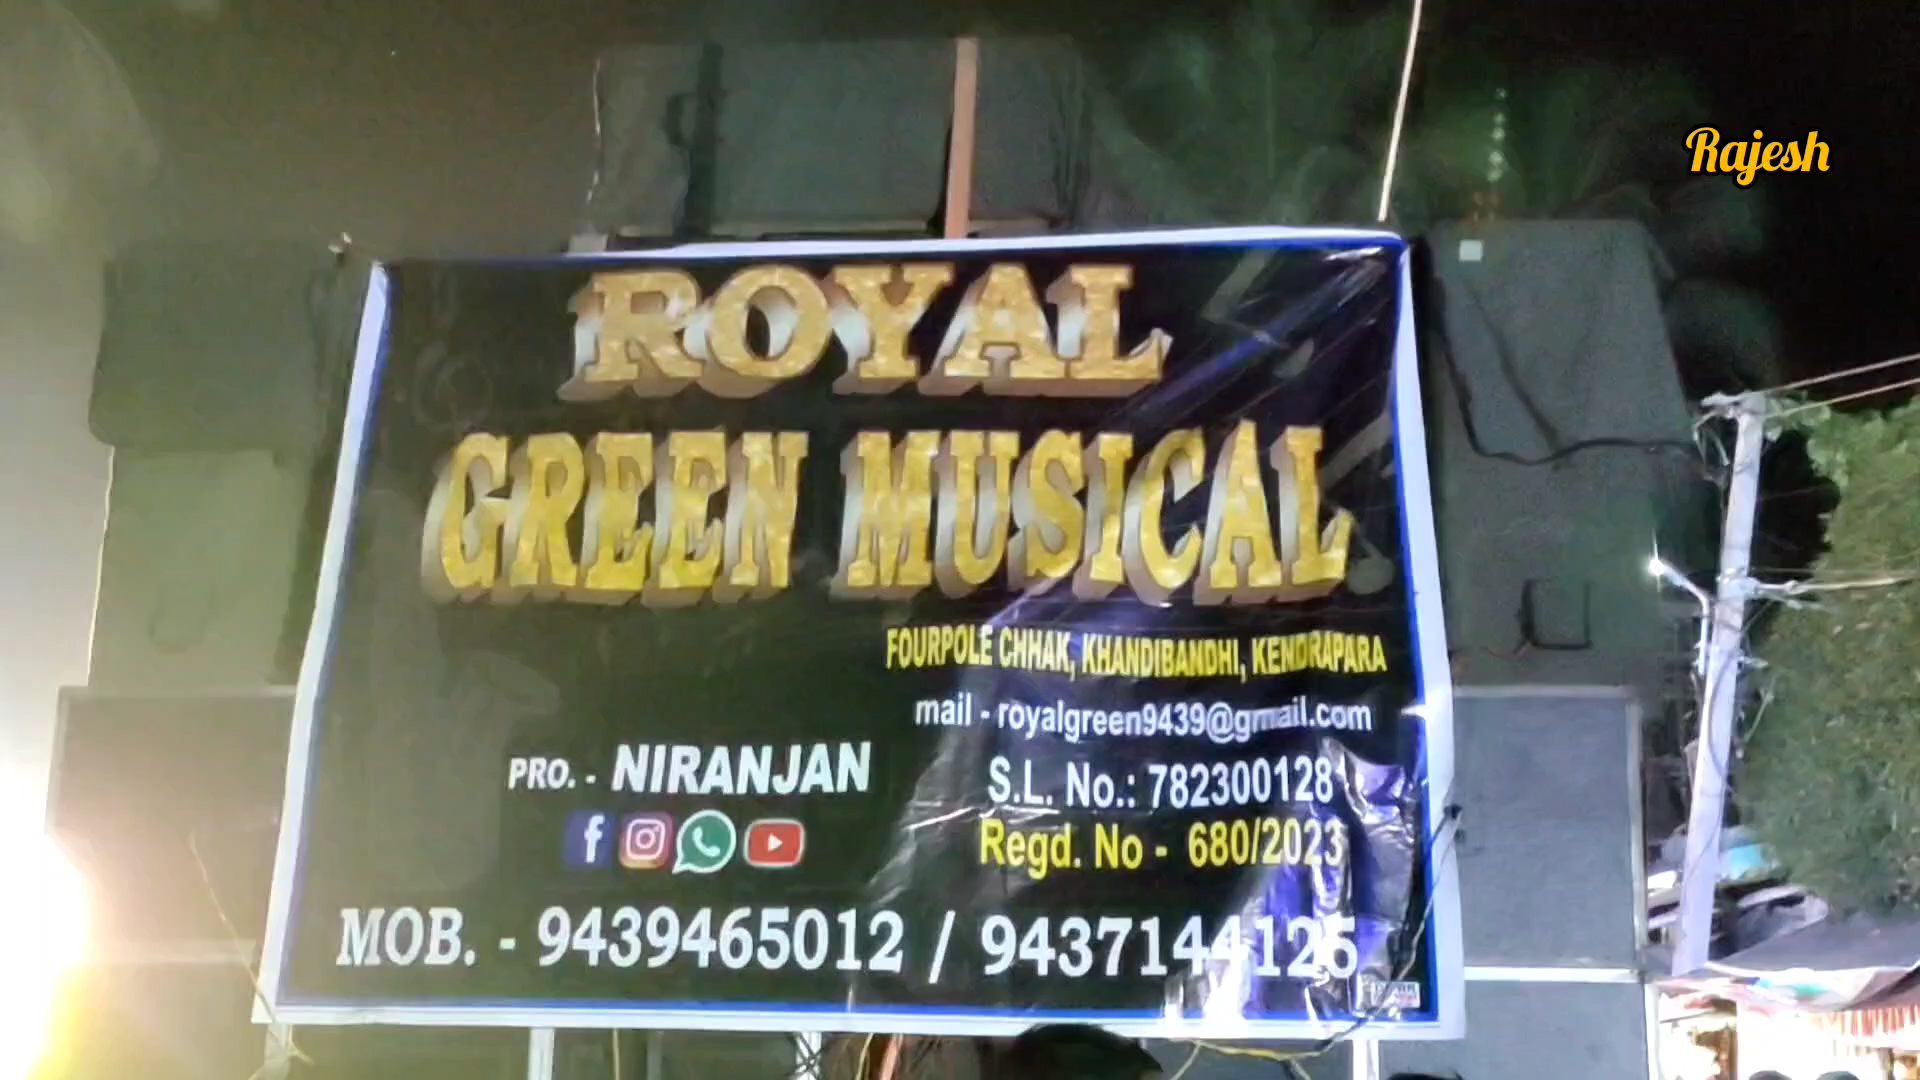 Rajesh
ROYAL
GREEN MUSICAL
FOURPOLE CHHAK, KHANDIBANDHI, KENDRAPARA
mail - royalgreen9439@gmail.com
PRO. - NIRANJAN
S.L. No.: 782300128
Regd. No - 680/2023
MOB. - 9439465012 / 9437144125